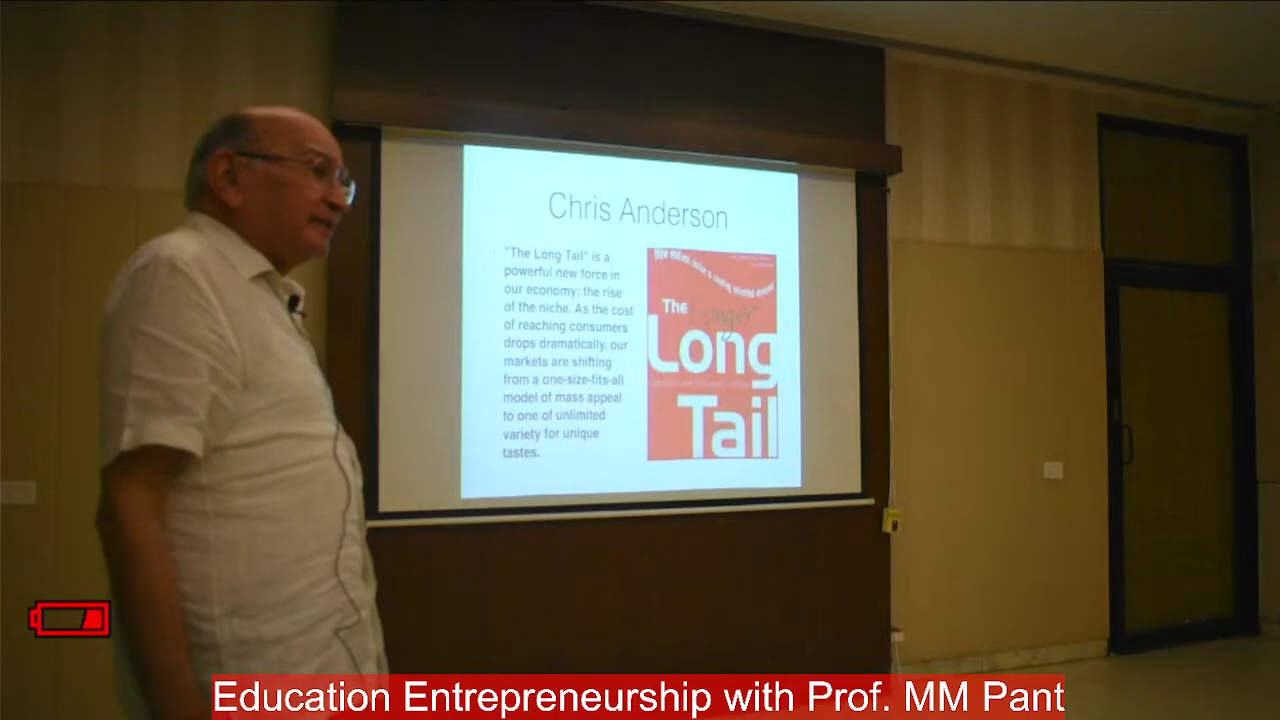 Chris Anderson
"The Long Tail" is a
powerful new force in
our economy: the rise
of the niche. As the cost
of reaching consumers
drops dramatically, our
markets are shifting
from a one-size-fits-all
model of mass appeal
to one of unlimited
variety for unique
tastes.
The
Longer
Long
Tail
Education Entrepreneurship with Prof. MM Pant